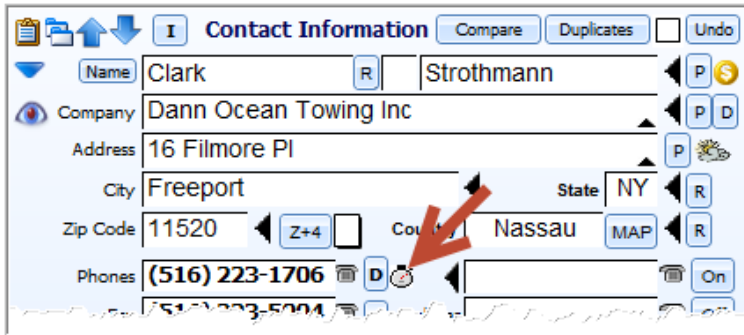 I Contact Information Compare Duplicates Undo
Name Clark R Strothmann P S
Company Dann Ocean Towing Inc P D
Address 16 Filmore Pl P
City Freeport State NY R
Zip Code 11520 Z+4 Nassau MAP R
Phones (516) 223-1706 D On